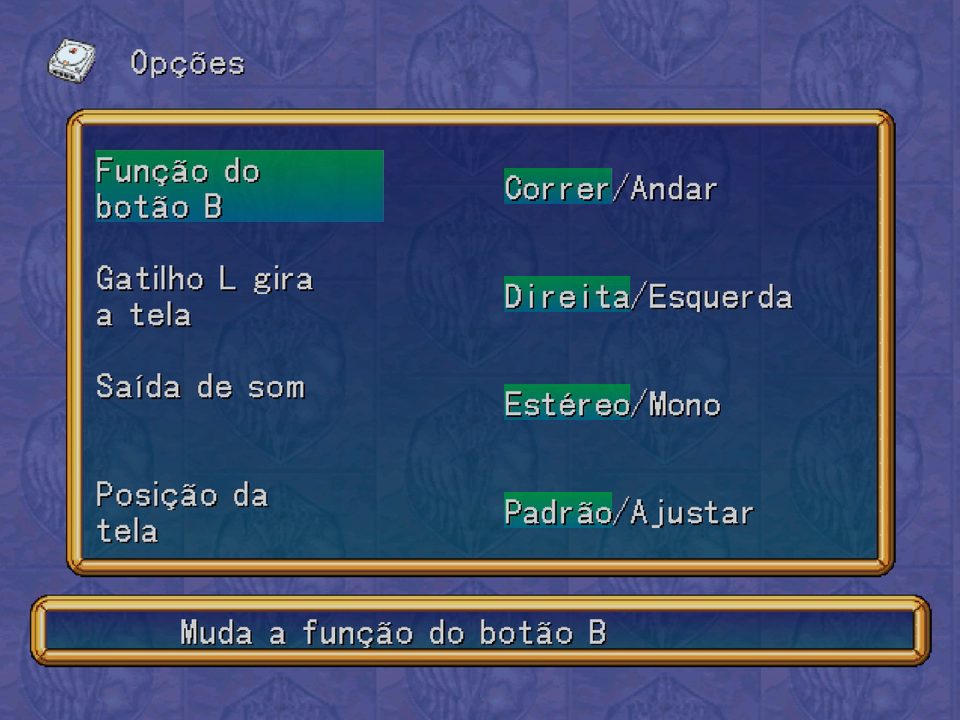 Opções
Função do
botão B
Correr/Andar
Gatilho L gira
a tela
Direita/Esquerda
Saída de som
Estéreo/Mono
Posição da
tela
Padrão/Ajustar
Muda a função do botão B